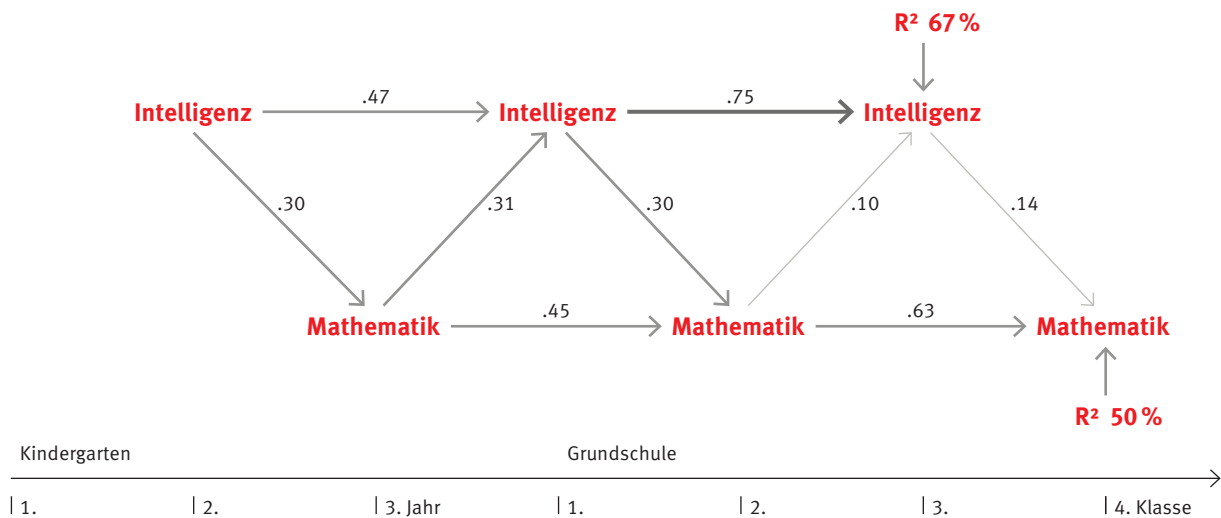 R² 67 %
Intelligenz .47 Intelligenz .75 Intelligenz
.30 .31 .30 .10 .14
Mathematik .45 Mathematik .63 Mathematik
R² 50 %
Kindergarten Grundschule
1. 2. 3. Jahr 1. 2. 3. 4. Klasse